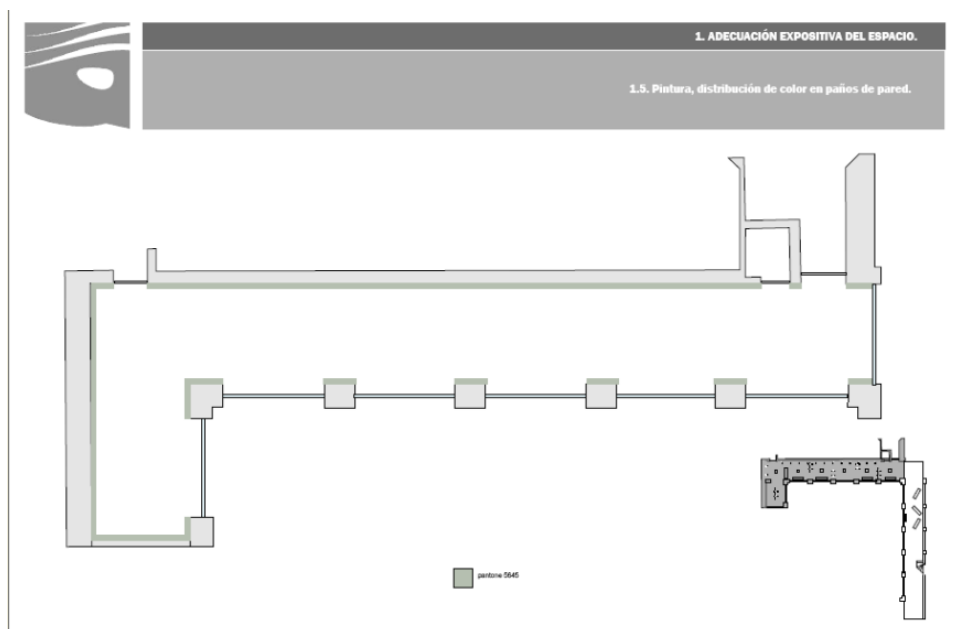 1. ADECUACIÓN EXPOSITIVA DEL ESPACIO.
1.5. Pintura, distribución de color en paños de pared.
pantone 5645